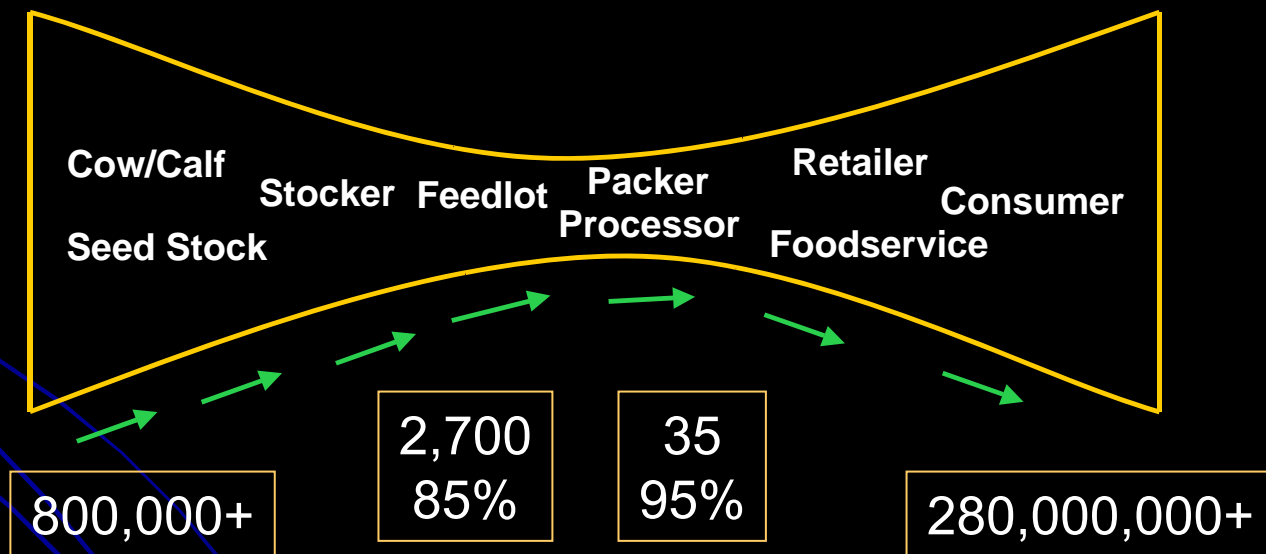 Cow/Calf
Seed Stock
Stocker
Feedlot
Packer
Processor
Retailer
Foodservice
Consumer
800,000+
2,700
85%
35
95%
280,000,000+